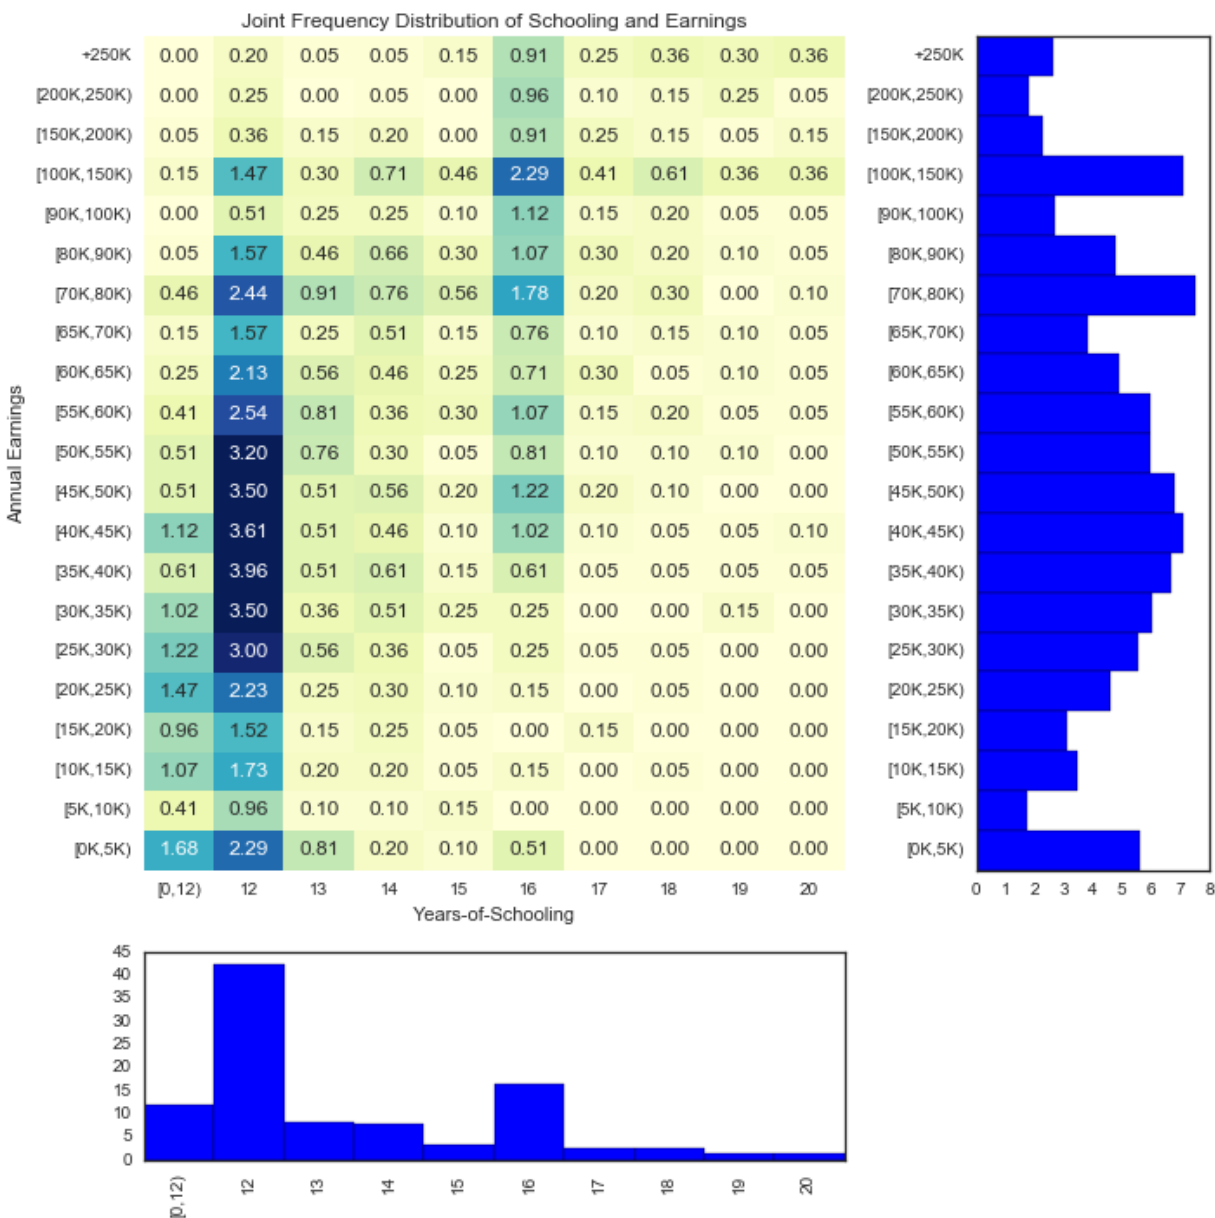 Joint Frequency Distribution of Schooling and Earnings
+250K 0.00 0.20 0.05 0.05 0.15 0.91 0.25 0.36 0.30 0.36 +250K
[200K,250K) 0.00 0.25 0.00 0.05 0.00 0.96 0.10 0.15 0.25 0.05 [200K,250K)
[150K,200K) 0.05 0.36 0.15 0.20 0.00 0.91 0.25 0.15 0.05 0.15 [150K,200K)
[100K,150K) 0.15 1.47 0.30 0.71 0.46 2.29 0.41 0.61 0.36 0.36 [100K,150K)
[90K,100K) 0.00 0.51 0.25 0.25 0.10 1.12 0.15 0.20 0.05 0.05 [90K,100K)
[80K,90K) 0.05 1.57 0.46 0.66 0.30 1.07 0.30 0.20 0.10 0.05 [80K,90K)
[70K,80K) 0.46 2.44 0.91 0.76 0.56 1.78 0.20 0.30 0.00 0.10 [70K,80K)
[65K,70K) 0.15 1.57 0.25 0.51 0.15 0.76 0.10 0.15 0.10 0.05 [65K,70K)
[60K,65K) 0.25 2.13 0.56 0.46 0.25 0.71 0.30 0.05 0.10 0.05 [60K,65K)
[55K,60K) 0.41 2.54 0.81 0.36 0.30 1.07 0.15 0.20 0.05 0.05 [55K,60K)
[50K,55K) 0.51 3.20 0.76 0.30 0.05 0.81 0.10 0.10 0.10 0.00 [50K,55K)
[45K,50K) 0.51 3.50 0.51 0.56 0.20 1.22 0.20 0.10 0.00 0.00 [45K,50K)
[40K,45K) 1.12 3.61 0.51 0.46 0.10 1.02 0.10 0.05 0.05 0.10 [40K,45K)
[35K,40K) 0.61 3.96 0.51 0.61 0.15 0.61 0.05 0.05 0.05 0.05 [35K,40K)
[30K,35K) 1.02 3.50 0.36 0.51 0.25 0.25 0.00 0.00 0.15 0.00 [30K,35K)
[25K,30K) 1.22 3.00 0.56 0.36 0.05 0.25 0.05 0.05 0.00 0.00 [25K,30K)
[20K,25K) 1.47 2.23 0.25 0.30 0.10 0.15 0.00 0.05 0.00 0.00 [20K,25K)
[15K,20K) 0.96 1.52 0.15 0.25 0.05 0.00 0.15 0.00 0.00 0.00 [15K,20K)
[10K,15K) 1.07 1.73 0.20 0.20 0.05 0.15 0.00 0.05 0.00 0.00 [10K,15K)
[5K,10K) 0.41 0.96 0.10 0.10 0.15 0.00 0.00 0.00 0.00 0.00 [5K,10K)
[0K,5K) 1.68 2.29 0.81 0.20 0.10 0.51 0.00 0.00 0.00 0.00 [0K,5K)
Annual Earnings
[0,12) 12 13 14 15 16 17 18 19 20
0 1 2 3 4 5 6 7 8
Years-of-Schooling
45
40
35
30
25
20
15
10
5
0
[0,12) 12 13 14 15 16 17 18 19 20